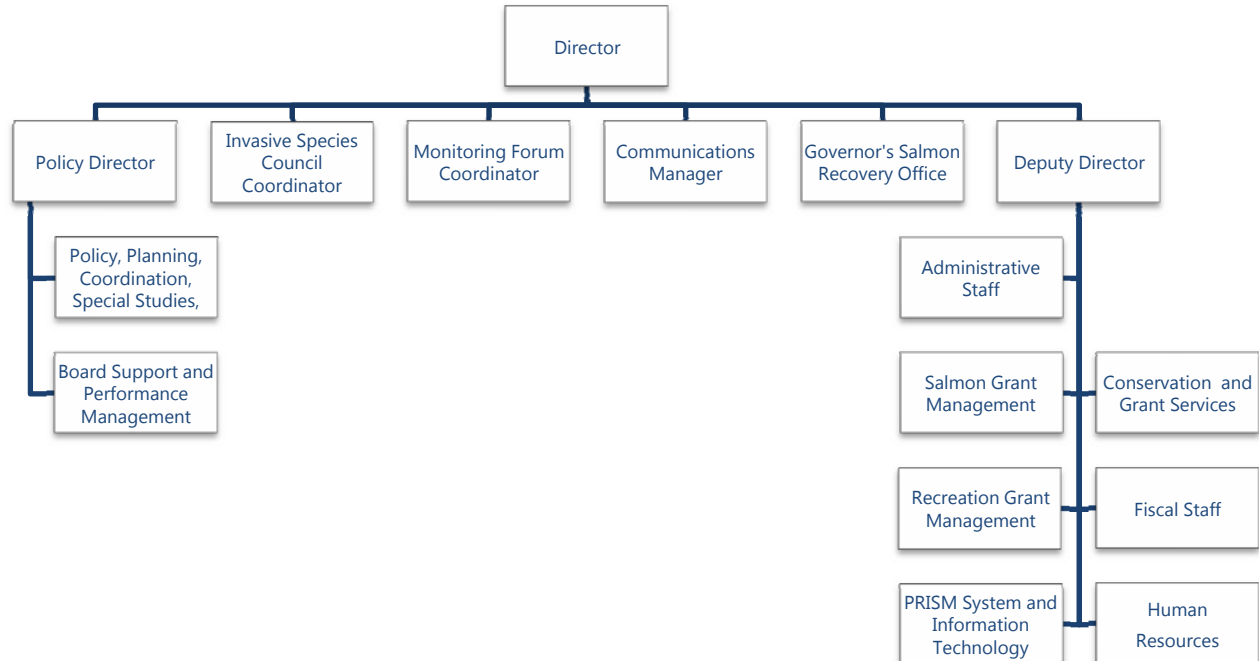 Director
Policy Director
Invasive Species
Council
Coordinator
Monitoring Forum
Coordinator
Communications
Manager
Governor's Salmon
Recovery Office
Deputy Director
Policy, Planning,
Coordination,
Special Studies,
Administrative
Staff
Board Support and
Performance
Management
Salmon Grant
Management
Conservation and
Grant Services
Recreation Grant
Management
Fiscal Staff
PRISM System and
Information
Technology
Human
Resources